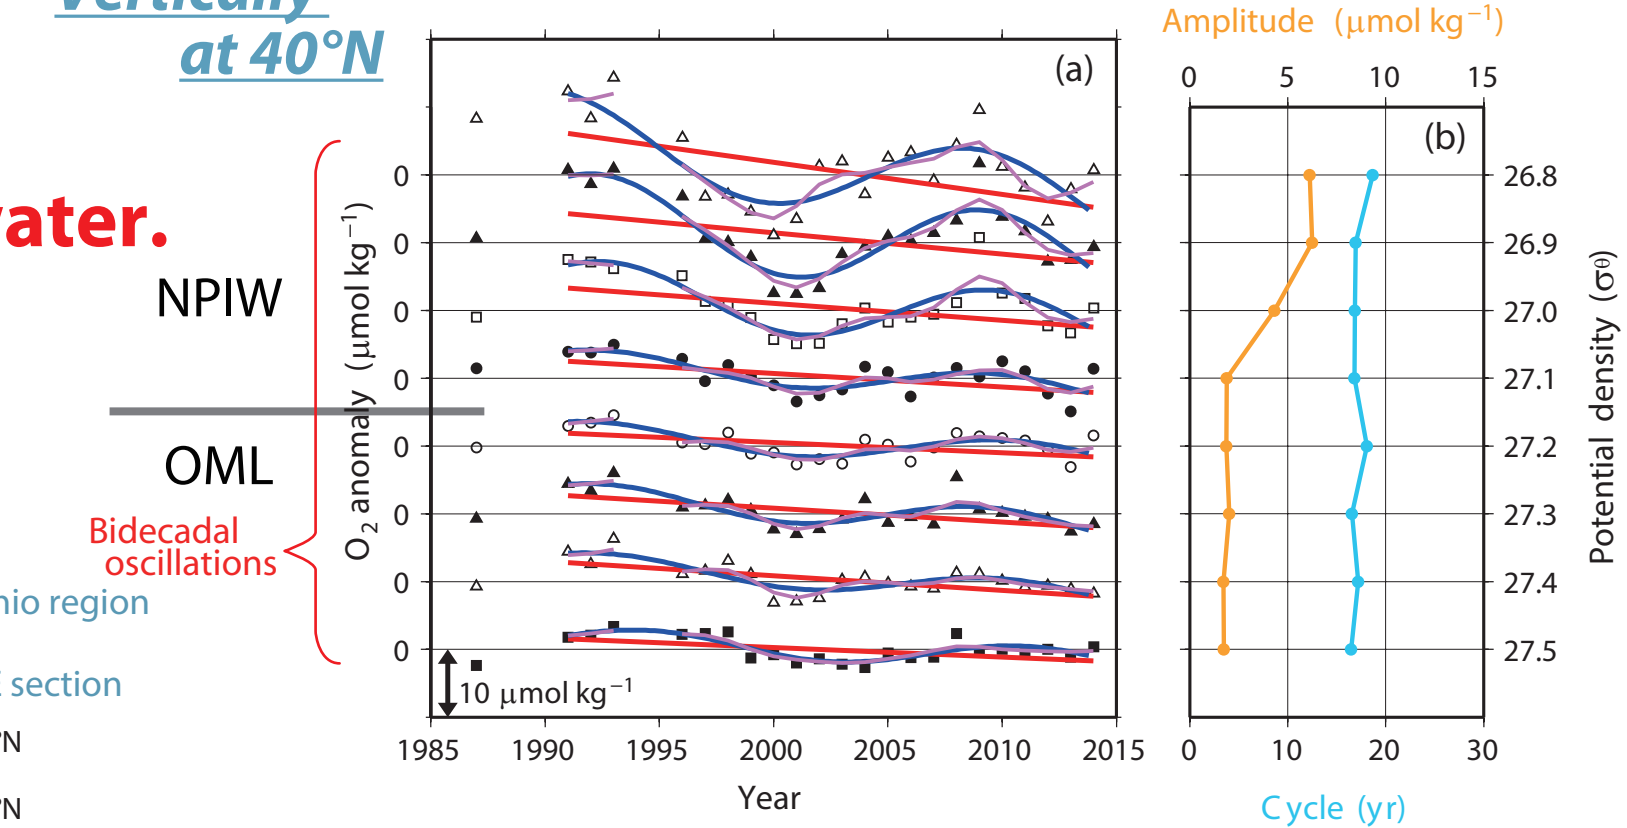 Vertically
at 40°N
water.
NPIW
OML
Bidecadal
oscillations
nio region
section
°N
°N
O2 anomaly (μmol kg−1)
(a)
0
0
0
0
0
0
0
0
10 μmol kg−1
1985 1990 1995 2000 2005 2010 2015
Year
Amplitude (μmol kg−1)
0 5 10 15
(b)
26.8
26.9
27.0
27.1
27.2
27.3
27.4
27.5
Potential density (σθ)
0 10 20 30
Cycle (yr)